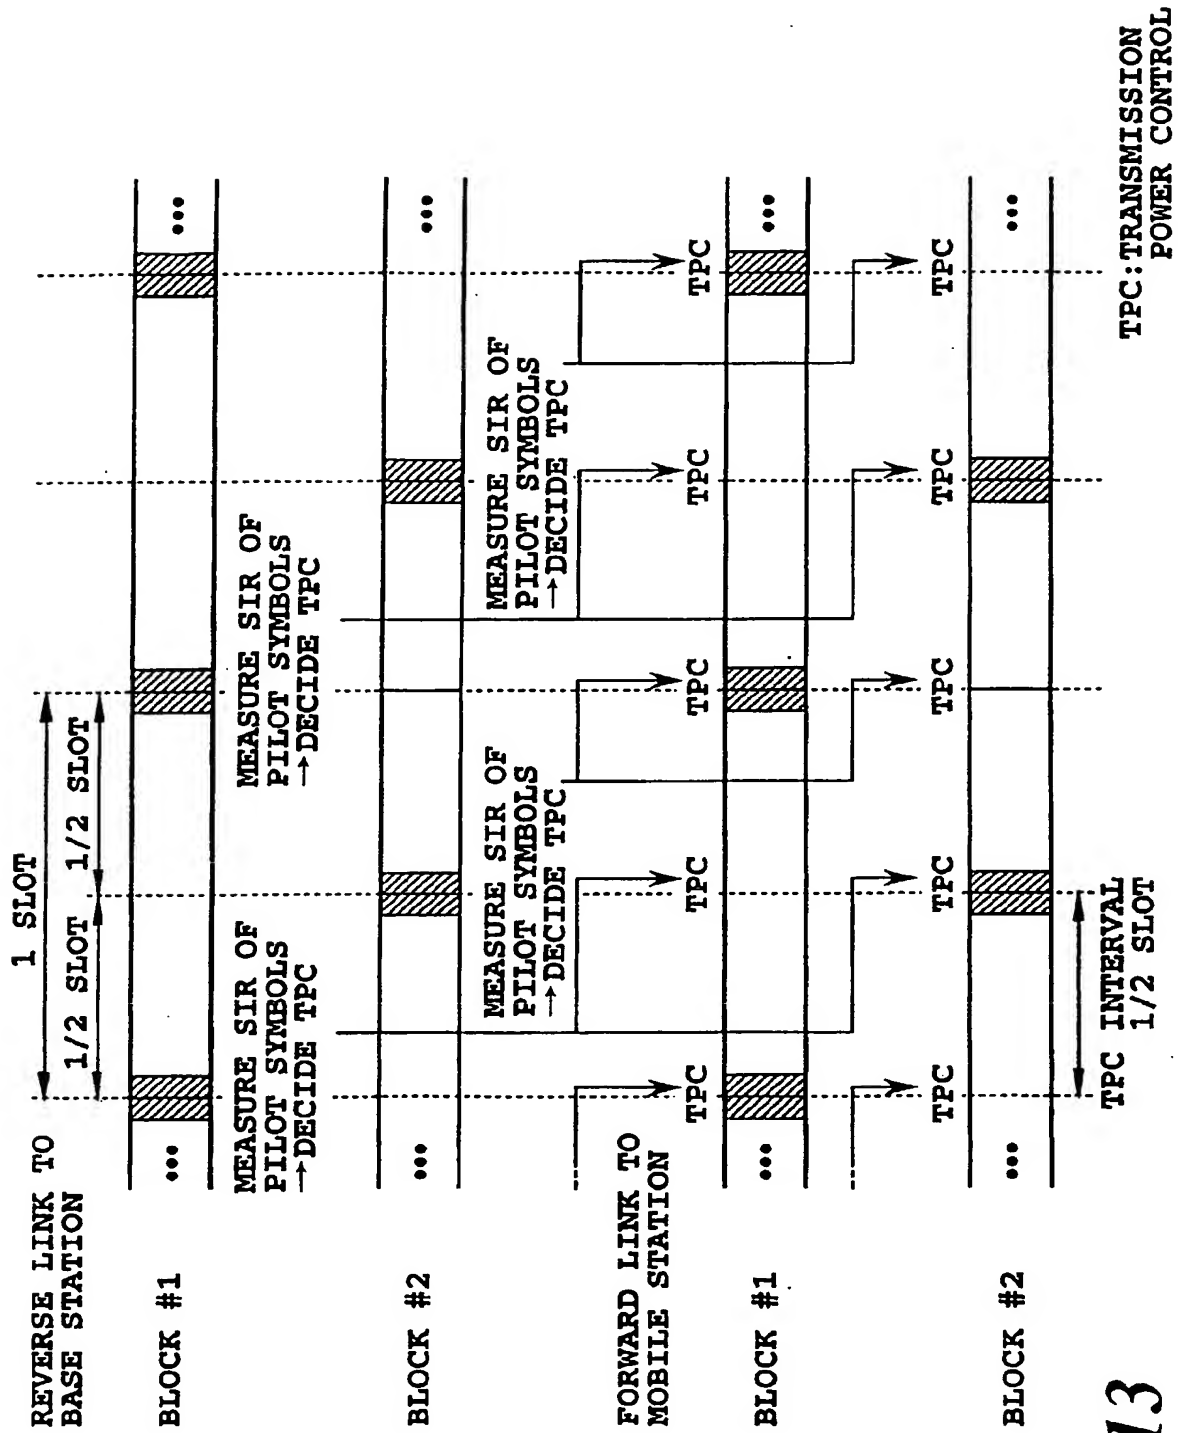 REVERSE LINK TO
BASE STATION
1 SLOT
1/2 SLOT 1/2 SLOT
BLOCK #1
•••
•••
MEASURE SIR OF
PILOT SYMBOLS
→DECIDE TPC
MEASURE SIR OF
PILOT SYMBOLS
→DECIDE TPC
BLOCK #2
•••
•••
MEASURE SIR OF
PILOT SYMBOLS
→DECIDE TPC
MEASURE SIR OF
PILOT SYMBOLS
→DECIDE TPC
FORWARD LINK TO
MOBILE STATION
TPC TPC TPC TPC TPC
BLOCK #1
•••
•••
TPC TPC TPC TPC TPC
BLOCK #2
•••
•••
TPC INTERVAL
1/2 SLOT
TPC:TRANSMISSION
POWER CONTROL
13